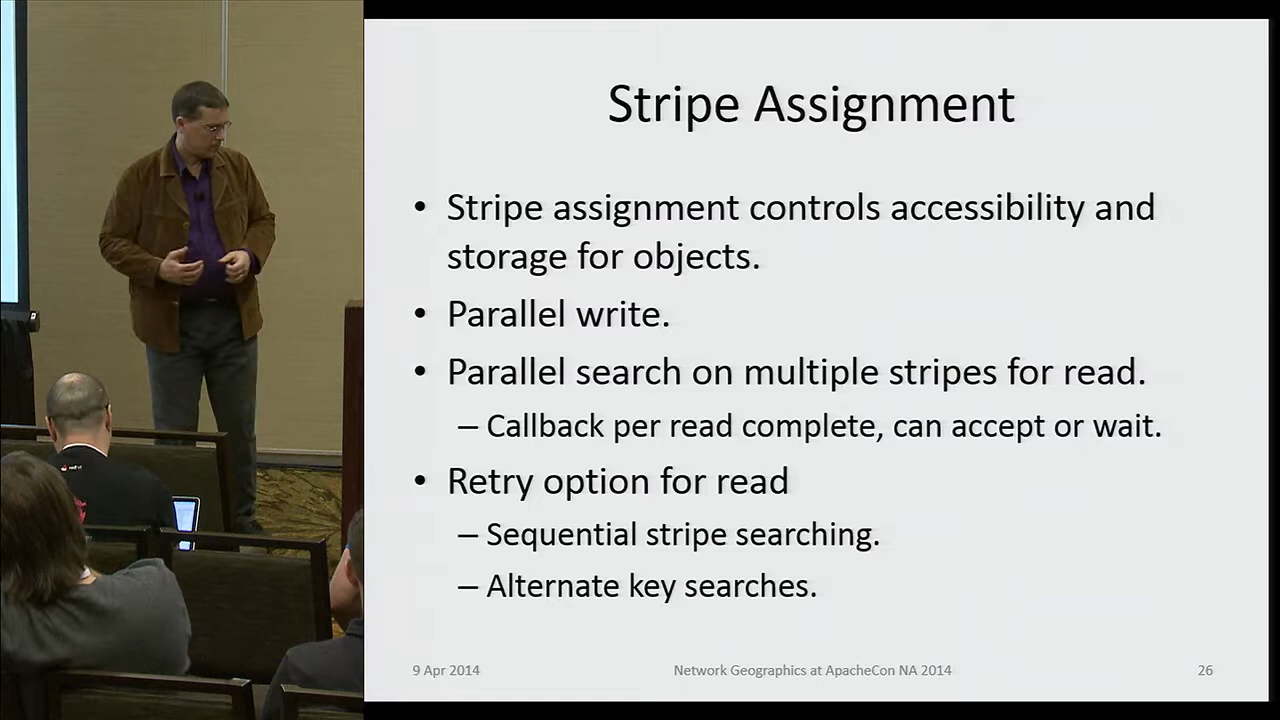 Stripe Assignment
• Stripe assignment controls accessibility and
storage for objects.
• Parallel write.
• Parallel search on multiple stripes for read.
– Callback per read complete, can accept or wait.
• Retry option for read
– Sequential stripe searching.
– Alternate key searches.
9 Apr 2014
Network Geographics at ApacheCon NA 2014
26